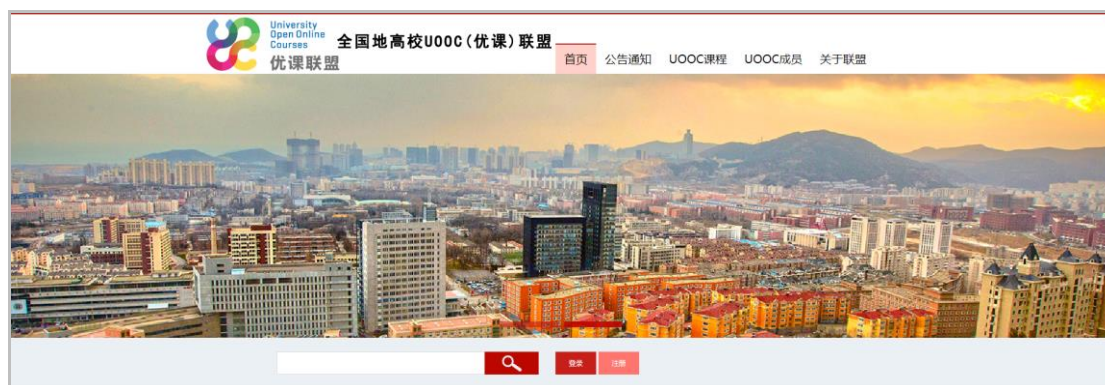 University
Open Online
Courses
优课联盟
全国地高校UOOC(优课)联盟
首页 公告通知 UOOC课程 UOOC成员 关于联盟
登录 注册